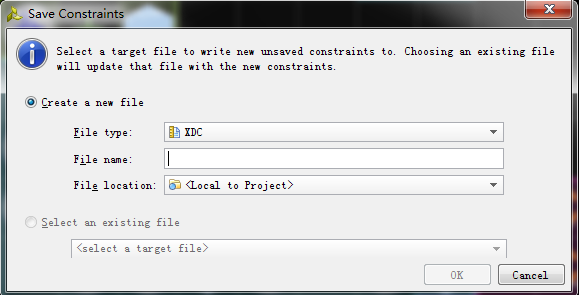 Save Constraints
Select a target file to write new unsaved constraints to. Choosing an existing file
will update that file with the new constraints.
Create a new file
File type:
XDC
File name:
File location:
<Local to Project>
Select an existing file
<select a target file>
OK
Cancel